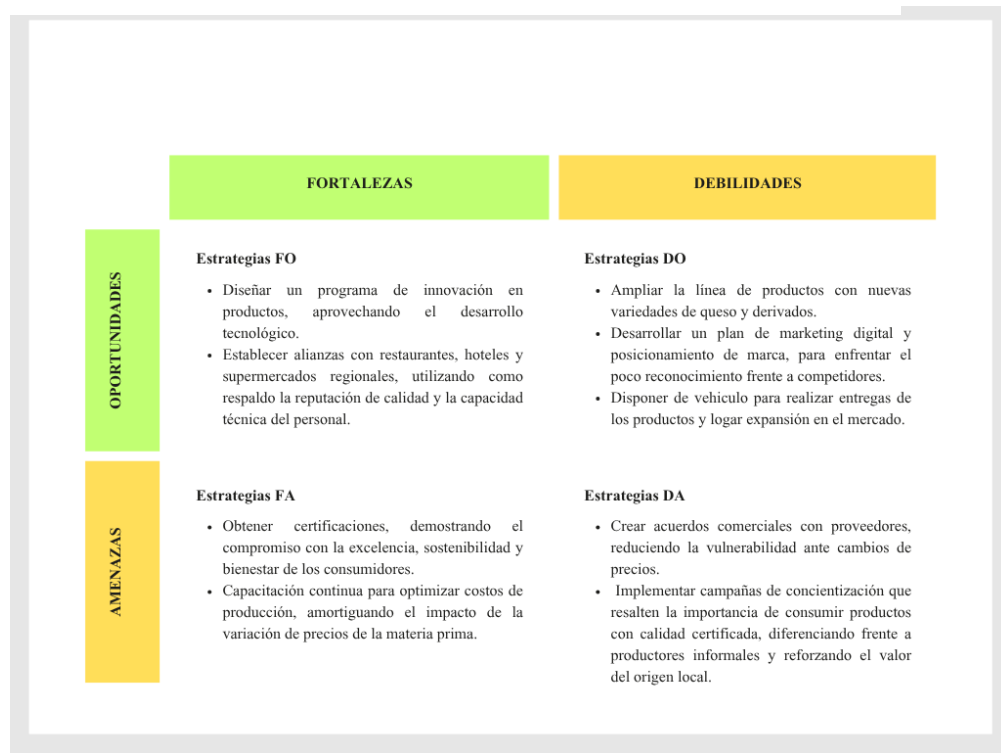 FORTALEZAS
DEBILIDADES
OPORTUNIDADES
Estrategias FO
• Diseñar un programa de innovación en
productos, aprovechando el desarrollo
tecnológico.
• Establecer alianzas con restaurantes, hoteles y
supermercados regionales, utilizando como
respaldo la reputación de calidad y la capacidad
técnica del personal.
Estrategias DO
• Ampliar la línea de productos con nuevas
variedades de queso y derivados.
• Desarrollar un plan de marketing digital y
posicionamiento de marca, para enfrentar el
poco reconocimiento frente a competidores.
• Disponer de vehiculo para realizar entregas de
los productos y logar expansión en el mercado.
AMENAZAS
Estrategias FA
• Obtener certificaciones, demostrando el
compromiso con la excelencia, sostenibilidad y
bienestar de los consumidores.
• Capacitación continua para optimizar costos de
producción, amortiguando el impacto de la
variación de precios de la materia prima.
Estrategias DA
• Crear acuerdos comerciales con proveedores,
reduciendo la vulnerabilidad ante cambios de
precios.
• Implementar campañas de concientización que
resalten la importancia de consumir productos
con calidad certificada, diferenciando frente a
productores informales y reforzando el valor
del origen local.